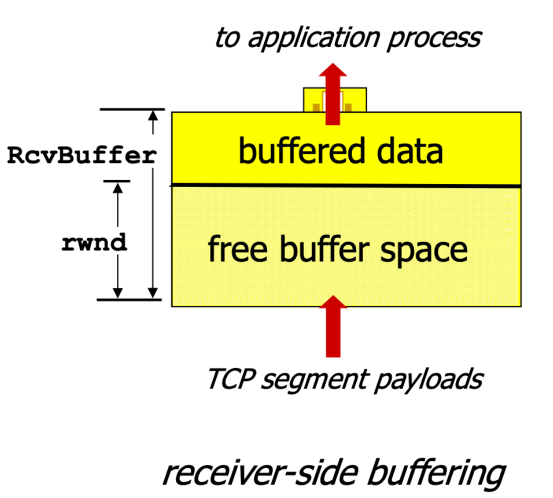 to application process
RcvBuffer
buffered data
rwnd
free buffer space
TCP segment payloads
receiver-side buffering